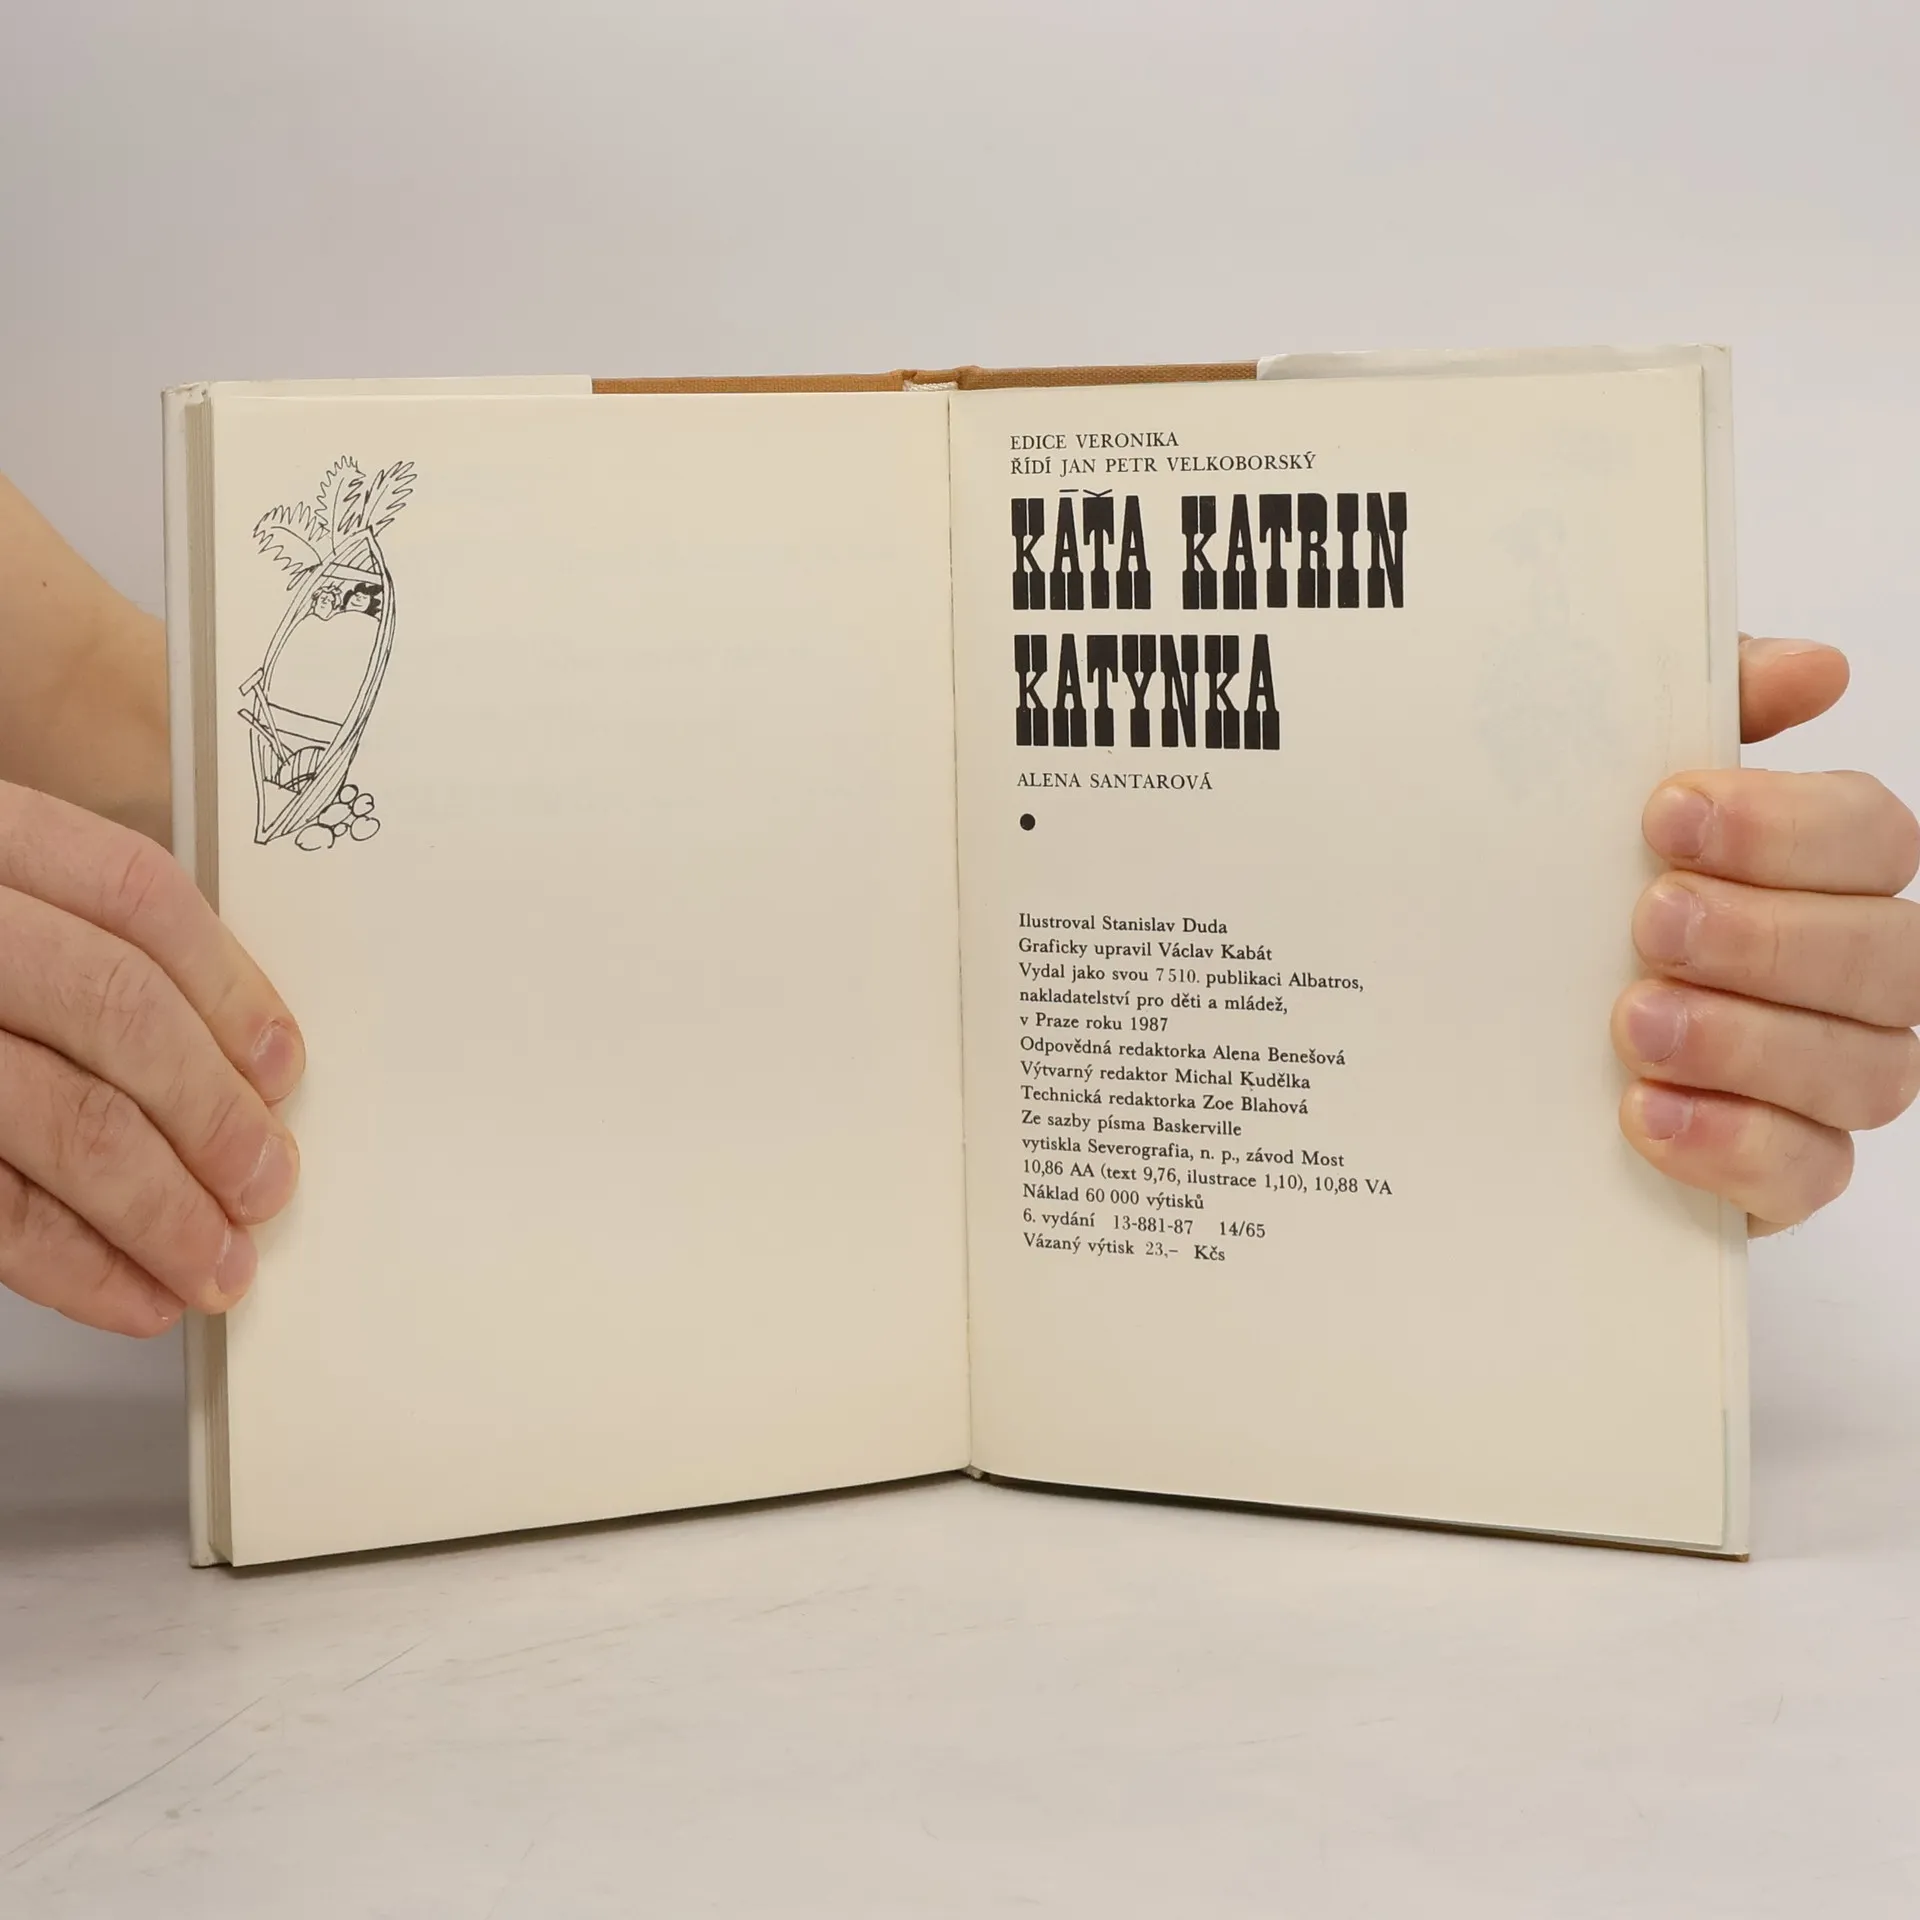 EDICE VERONIKA
ŘÍDÍ JAN PETR VELKOBORSKÝ
KÁŤA KATRIN
KATYNKA
ALENA SANTAROVÁ
●
Ilustroval Stanislav Duda
Graficky upravil Václav Kabát
Vydal jako svou 7 510. publikaci Albatros,
nakladatelství pro děti a mládež,
v Praze roku 1987
Odpovědná redaktorka Alena Benešová
Výtvarný redaktor Michal Kudělka
Technická redaktorka Zoe Blahová
Ze sazby písma Baskerville
vytiskla Severografia, n. p., závod Most
10,86 AA (text 9,76, ilustrace 1,10), 10,88 VA
Náklad 60 000 výtisků
6. vydání 13-881-87 14/65
Vázaný výtisk 23,– Kčs